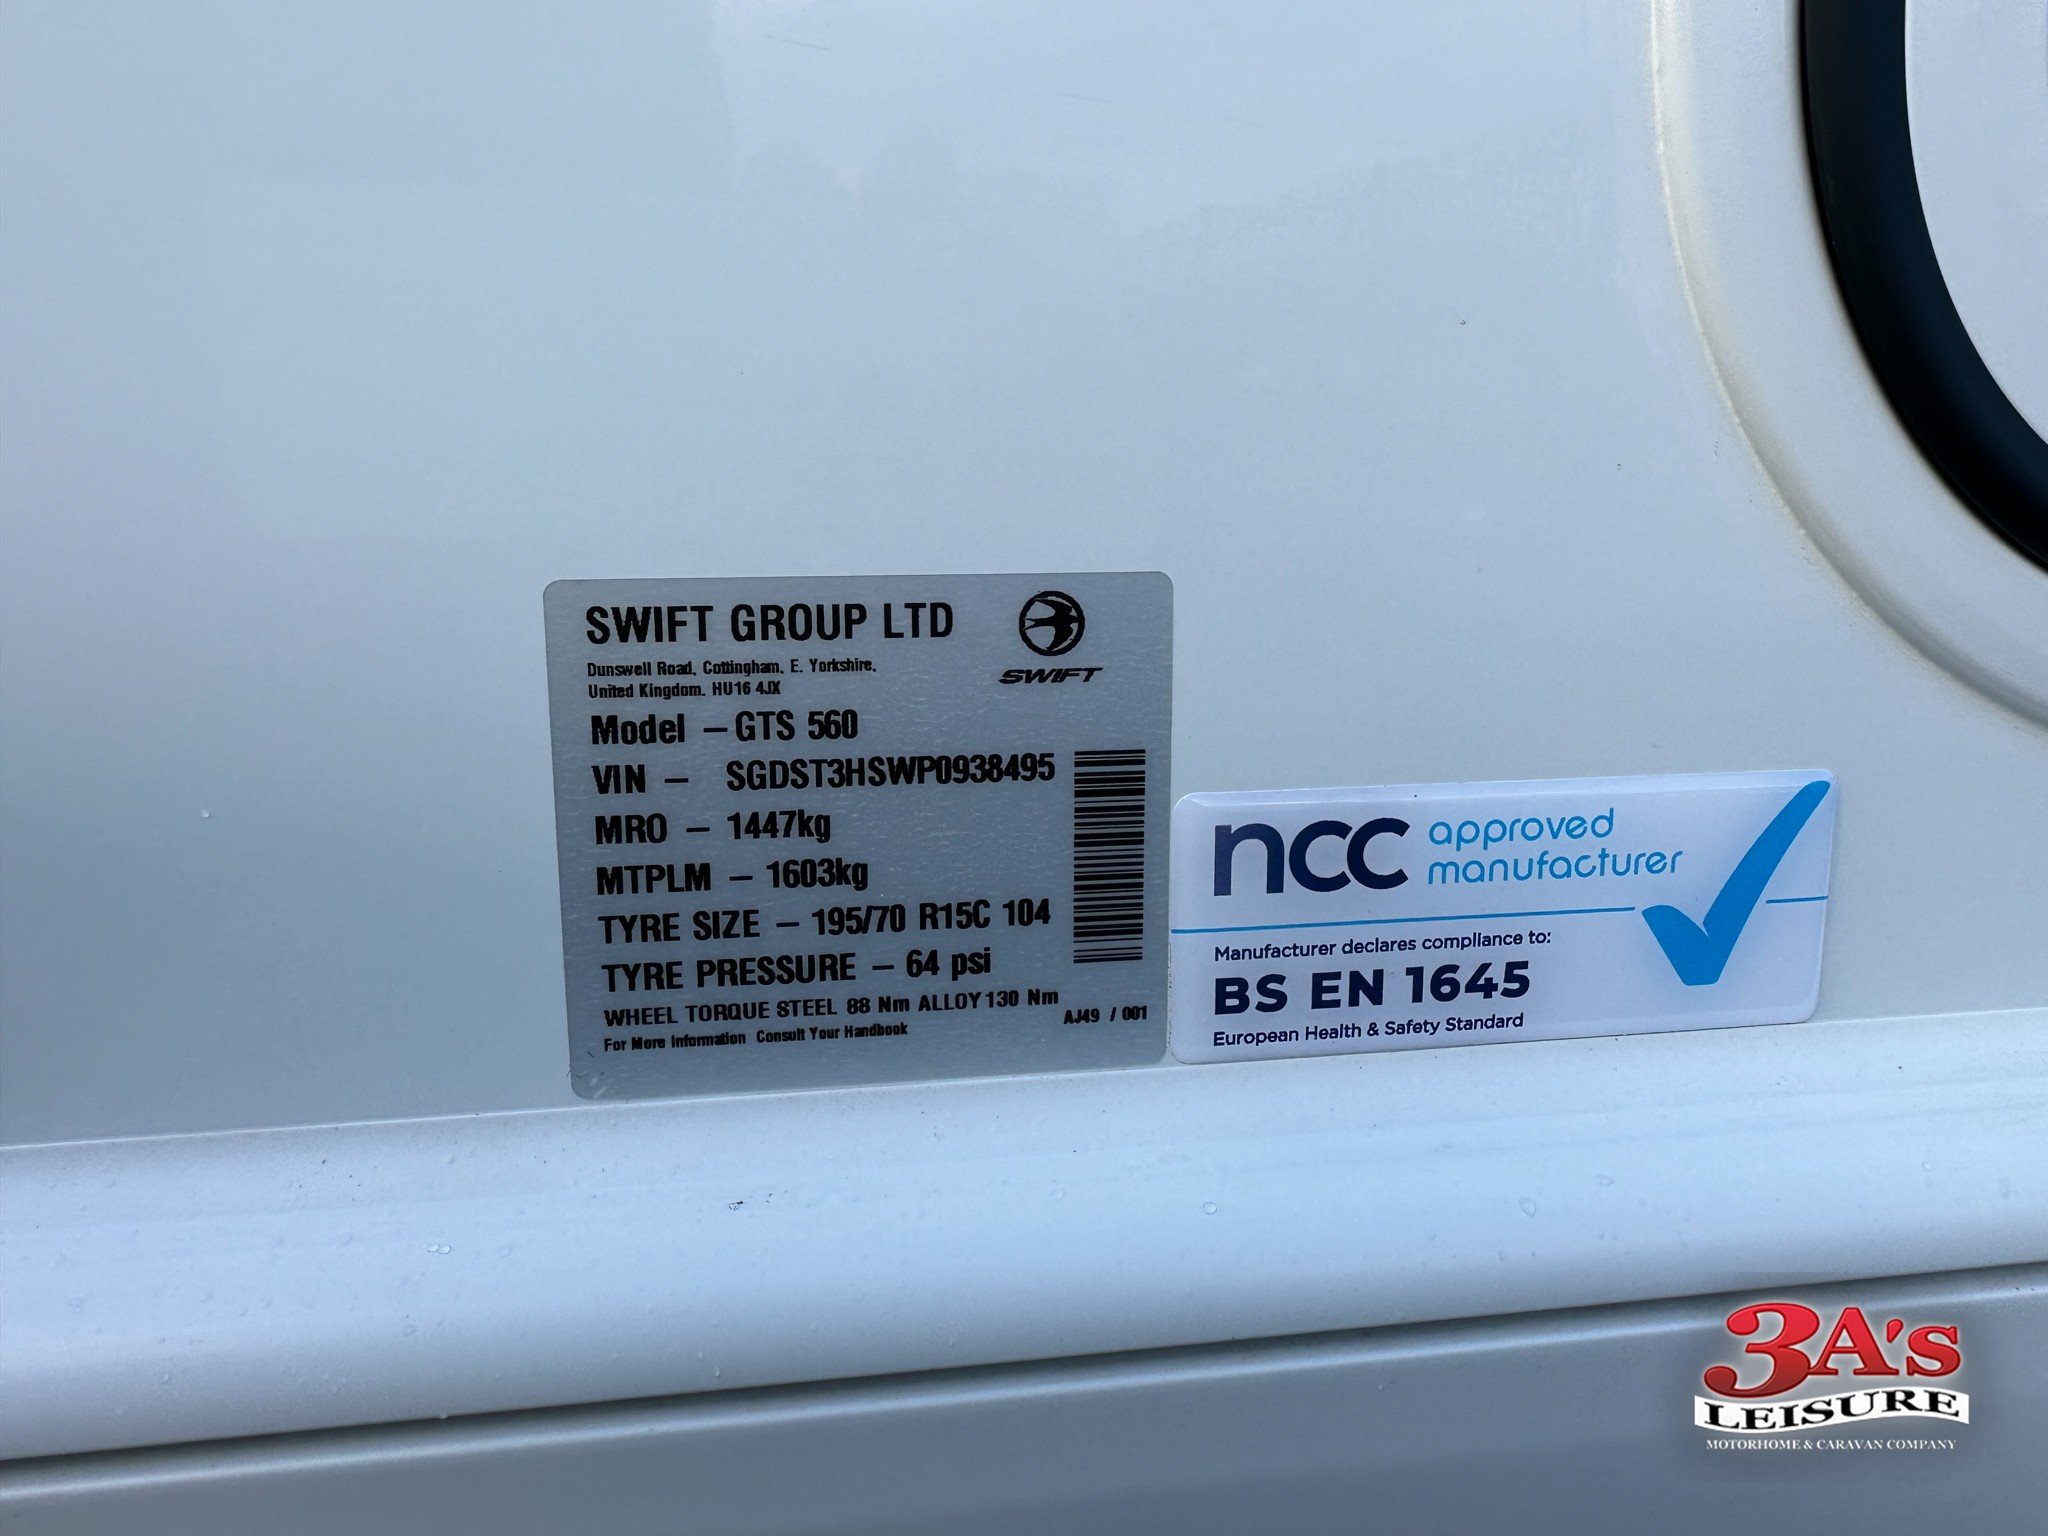 SWIFT GROUP LTD
Dunswell Road, Cottingham, E. Yorkshire,
United Kingdom. HU16 4JX
SWIFT
Model – GTS 560
VIN – SGDST3HSWP0938495
MRO – 1447kg
MTPLM – 1603kg
TYRE SIZE – 195/70 R15C 104
TYRE PRESSURE – 64 psi
WHEEL TORQUE STEEL 88 Nm ALLOY 130 Nm
For More Information Consult Your Handbook
AJ49 / 001
ncc approved
manufacturer
Manufacturer declares compliance to:
BS EN 1645
European Health & Safety Standard
3A's
LEISURE
MOTORHOME & CARAVAN COMPANY